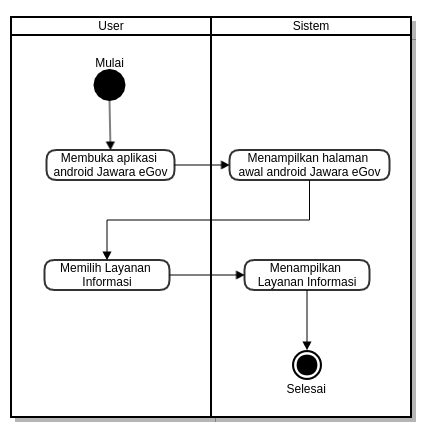 User
Sistem
Mulai
Membuka aplikasi
android Jawara eGov
Menampilkan halaman
awal android Jawara eGov
Memilih Layanan
Informasi
Menampilkan
Layanan Informasi
Selesai